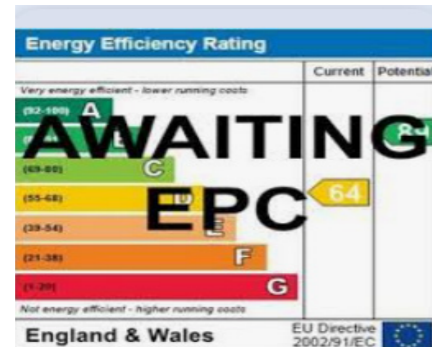 Energy Efficiency Rating
Current Potential
Very energy efficient - lower running costs
(92-100) A
AWAITING
(69-80) C
(55-68) D 64
EPC
(39-54) E
(21-38) F
(1-20) G
Not energy efficient - higher running costs
England & Wales
EU Directive
2002/91/EC